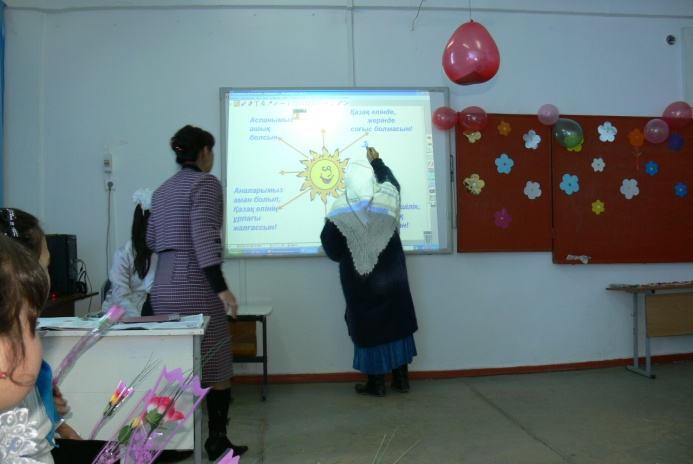 Аспанымыз
ашық
болсын!
Қазақ елінде,
жерінде
соғыс болмасын!
Аналарымыз
аман болып,
Қазақ елінің
ұрпағы
жалғассын!